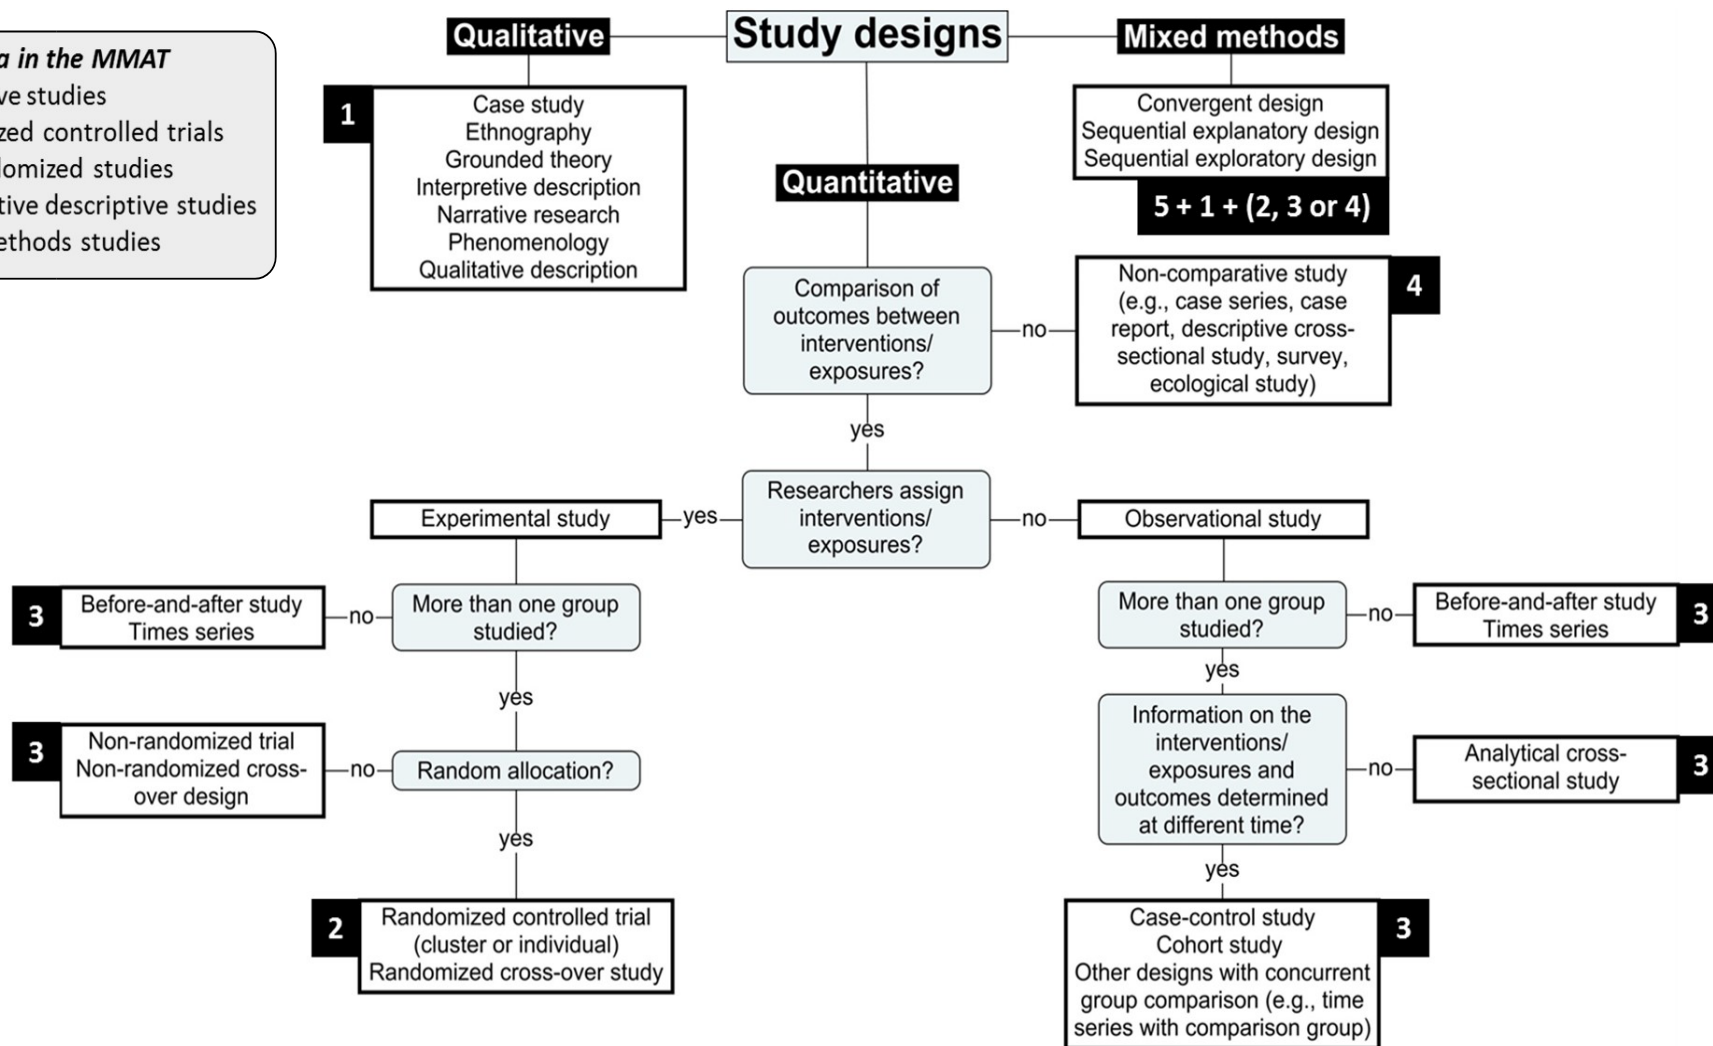 Study designs
Qualitative
Mixed methods
Quantitative
a in the MMAT
ve studies
zed controlled trials
domized studies
tive descriptive studies
ethods studies
1
Case study
Ethnography
Grounded theory
Interpretive description
Narrative research
Phenomenology
Qualitative description
Convergent design
Sequential explanatory design
Sequential exploratory design
5 + 1 + (2, 3 or 4)
Comparison of
outcomes between
interventions/
exposures?
no
Non-comparative study
(e.g., case series, case
report, descriptive cross-
sectional study, survey,
ecological study)
4
yes
Researchers assign
interventions/
exposures?
yes
Experimental study
no
Observational study
More than one group
studied?
no
Before-and-after study
Times series
3
yes
Random allocation?
no
Non-randomized trial
Non-randomized cross-
over design
3
yes
2
Randomized controlled trial
(cluster or individual)
Randomized cross-over study
More than one group
studied?
no
Before-and-after study
Times series
3
yes
Information on the
interventions/
exposures and
outcomes determined
at different time?
no
Analytical cross-
sectional study
3
yes
Case-control study
Cohort study
Other designs with concurrent
group comparison (e.g., time
series with comparison group)
3